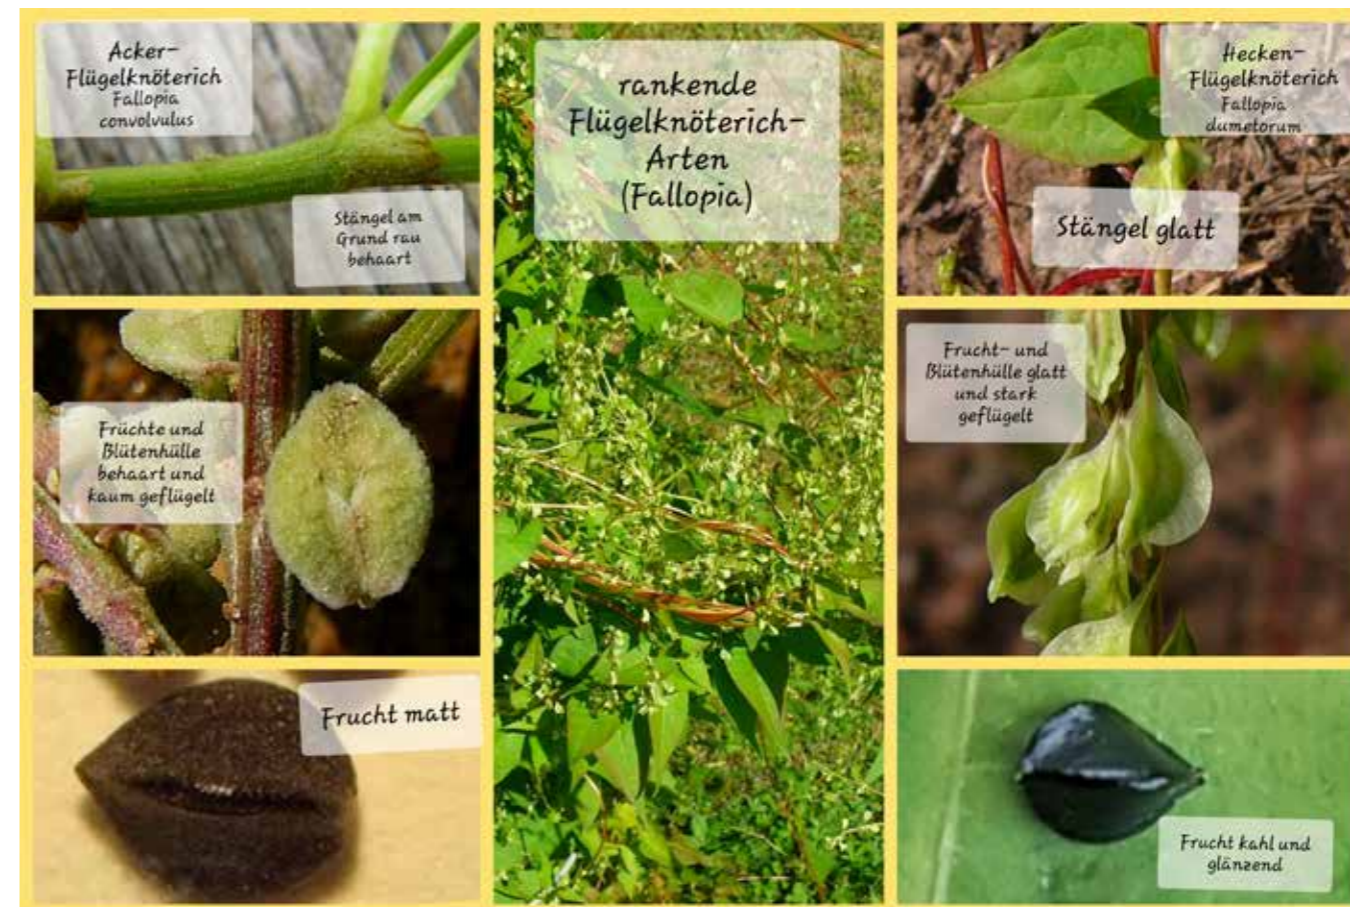 Acker-
Flügelknöterich
Fallopia
convolvulus
Stängel am
Grund rau
behaart
Früchte und
Blütenhülle
behaart und
kaum geflügelt
Frucht matt
rankende
Flügelknöterich-
Arten
(Fallopia)
Hecken-
Flügelknöterich
Fallopia
dumetorum
Stängel glatt
Frucht- und
Blütenhülle glatt
und stark
geflügelt
Frucht kahl und
glänzend